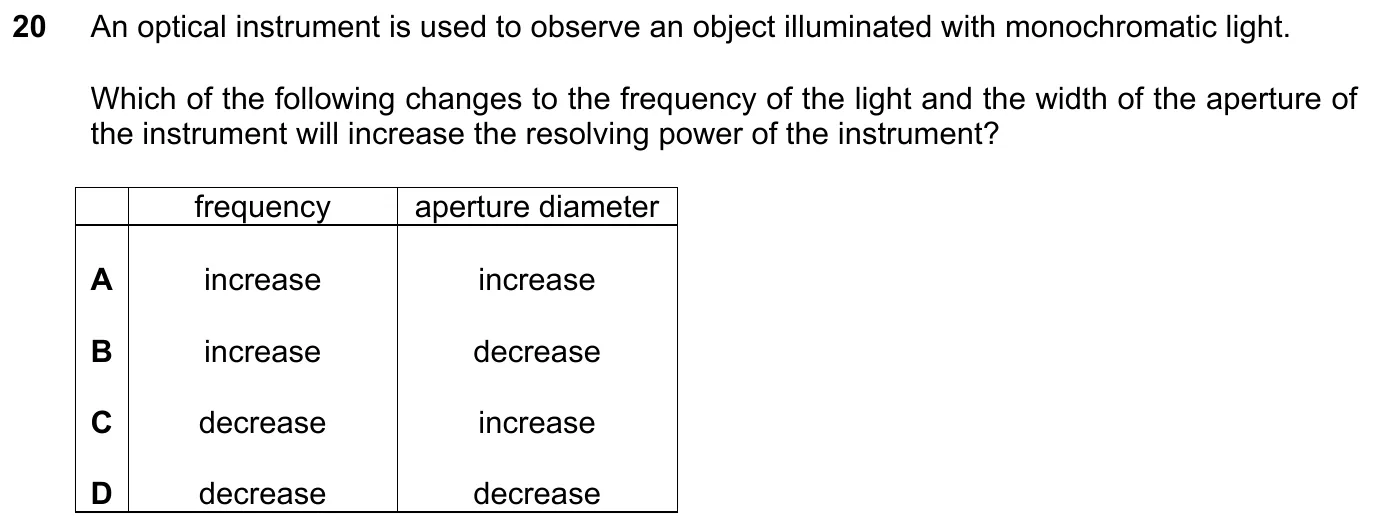 20 An optical instrument is used to observe an object illuminated with monochromatic light.
Which of the following changes to the frequency of the light and the width of the aperture of
the instrument will increase the resolving power of the instrument?
frequency aperture diameter
A increase increase
B increase decrease
C decrease increase
D decrease decrease